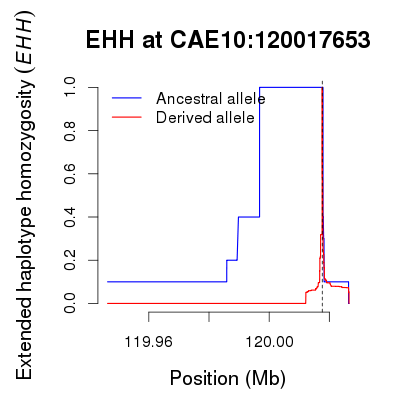 EHH at CAE10:120017653
Extended haplotype homozygosity (EHH)
Ancestral allele
Derived allele
1.0
0.8
0.6
0.4
0.2
0.0
119.96
120.00
Position (Mb)